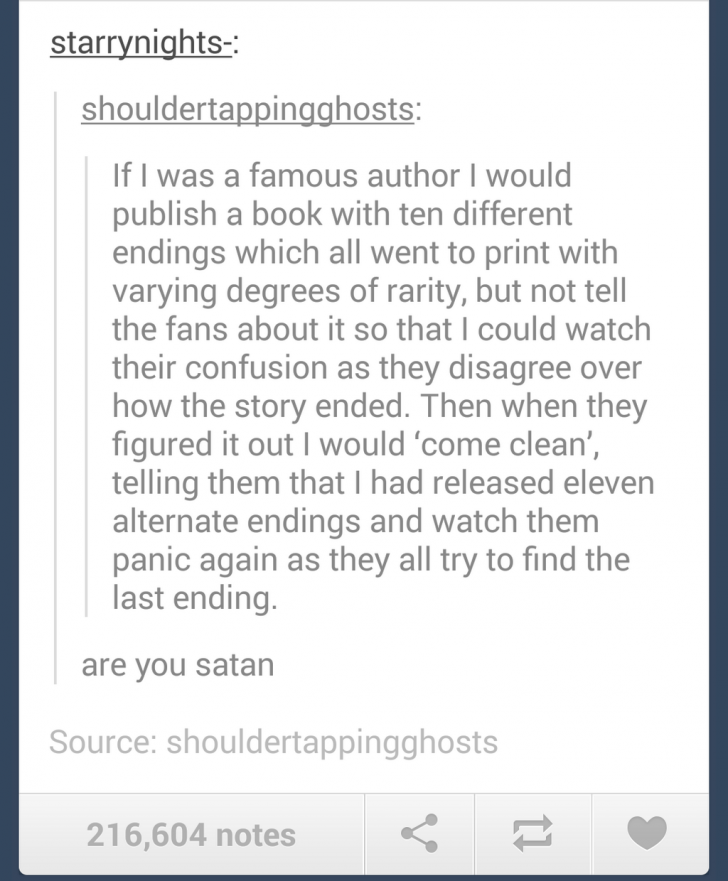 starrynights-:
shouldertappingghosts:
If I was a famous author I would
publish a book with ten different
endings which all went to print with
varying degrees of rarity, but not tell
the fans about it so that I could watch
their confusion as they disagree over
how the story ended. Then when they
figured it out I would ‘come clean’,
telling them that I had released eleven
alternate endings and watch them
panic again as they all try to find the
last ending.
are you satan
Source: shouldertappingghosts
216,604 notes